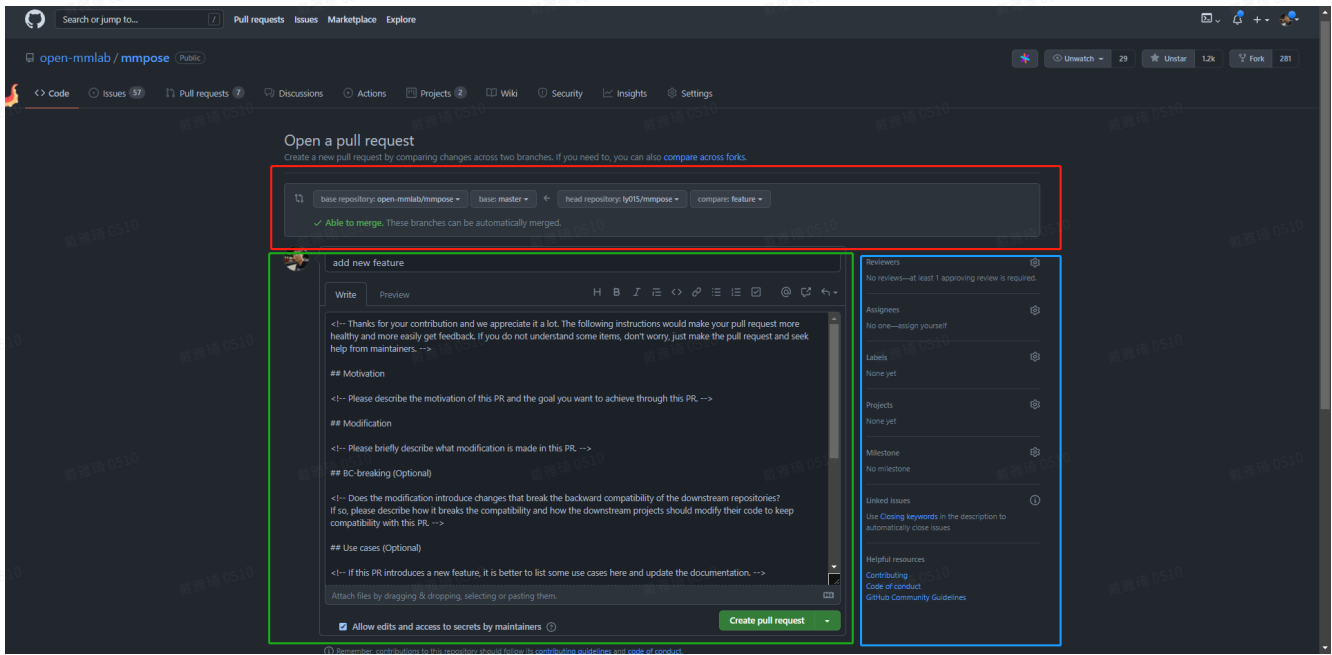 Search or jump to...
/
Pull requests Issues Marketplace Explore
open-mmlab / mmpose Public
Unwatch 29 Unstar 1.2k Fork 281
Code Issues 57 Pull requests 7 Discussions Actions Projects 2 Wiki Security Insights Settings
Open a pull request
Create a new pull request by comparing changes across two branches. If you need to, you can also compare across forks.
base repository: open-mmlab/mmpose base: master ← head repository: ly015/mmpose compare: feature
✓ Able to merge. These branches can be automatically merged.
add new feature
Write Preview
<!-- Thanks for your contribution and we appreciate it a lot. The following instructions would make your pull request more
healthy and more easily get feedback. If you do not understand some items, don't worry, just make the pull request and seek
help from maintainers. -->
## Motivation
<!-- Please describe the motivation of this PR and the goal you want to achieve through this PR. -->
## Modification
<!-- Please briefly describe what modification is made in this PR. -->
## BC-breaking (Optional)
<!-- Does the modification introduce changes that break the backward compatibility of the downstream repositories?
If so, please describe how it breaks the compatibility and how the downstream projects should modify their code to keep
compatibility with this PR. -->
## Use cases (Optional)
<!-- If this PR introduces a new feature, it is better to list some use cases here and update the documentation. -->
Attach files by dragging & dropping, selecting or pasting them.
Allow edits and access to secrets by maintainers
Create pull request
Remember, contributions to this repository should follow its contributing guidelines and code of conduct.
Reviewers
No reviews—at least 1 approving review is required.
Assignees
No one—assign yourself
Labels
None yet
Projects
None yet
Milestone
No milestone
Linked issues
Use Closing keywords in the description to
automatically close issues
Helpful resources
Contributing
Code of conduct
GitHub Community Guidelines